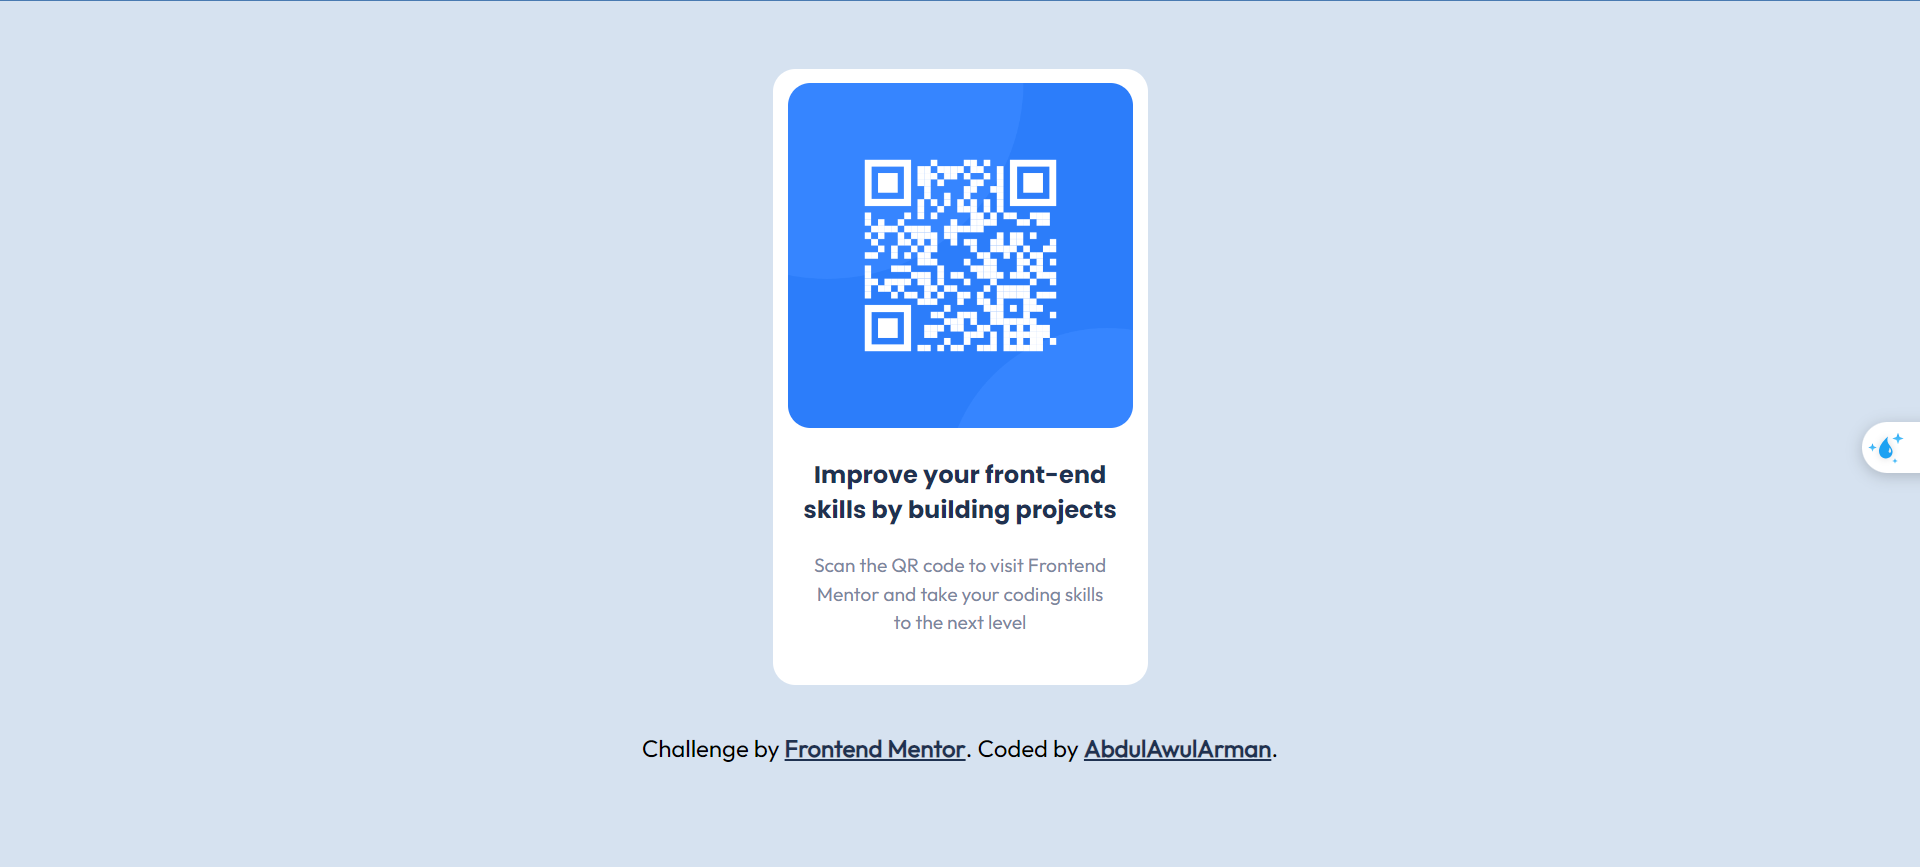 Improve your front-end
skills by building projects
Scan the QR code to visit Frontend
Mentor and take your coding skills
to the next level
Challenge by Frontend Mentor. Coded by AbdulAwulArman.